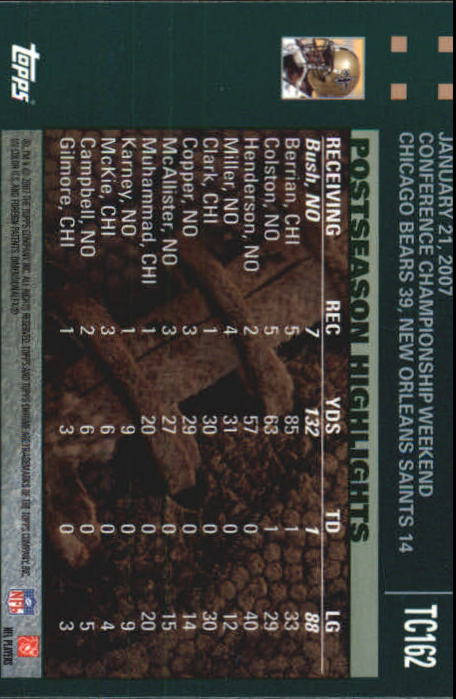 JANUARY 21, 2007
CONFERENCE CHAMPIONSHIP WEEKEND
CHICAGO BEARS 39, NEW ORLEANS SAINTS 14
TC162
POSTSEASON HIGHLIGHTS
RECEIVING REC YDS TD LG
Bush, NO 7 132 1 88
Berrian, CHI 5 85 1 33
Colston, NO 5 63 1 29
Henderson, NO 2 57 0 40
Miller, NO 4 31 0 12
Clark, CHI 1 30 0 30
Copper, NO 3 29 0 14
McAllister, NO 3 27 0 15
Muhammad, CHI 1 20 0 20
Karney, NO 1 9 0 9
McKie, CHI 3 6 0 4
Campbell, NO 2 6 0 5
Gilmore, CHI 1 3 0 3
Topps
NFL
NFL PLAYERS